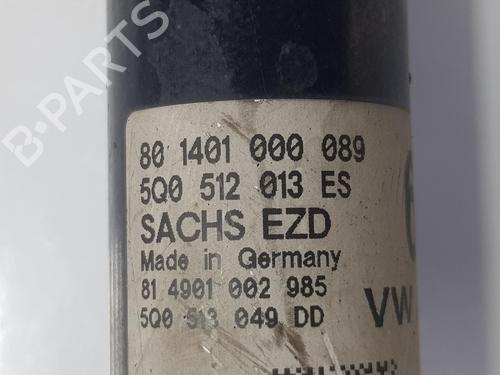 B-PARTS
80 1401 000 089
5Q0 512 013 ES
SACHS EZD
Made in Germany
81 4901 002 985
5Q0 513 049 DD
VW